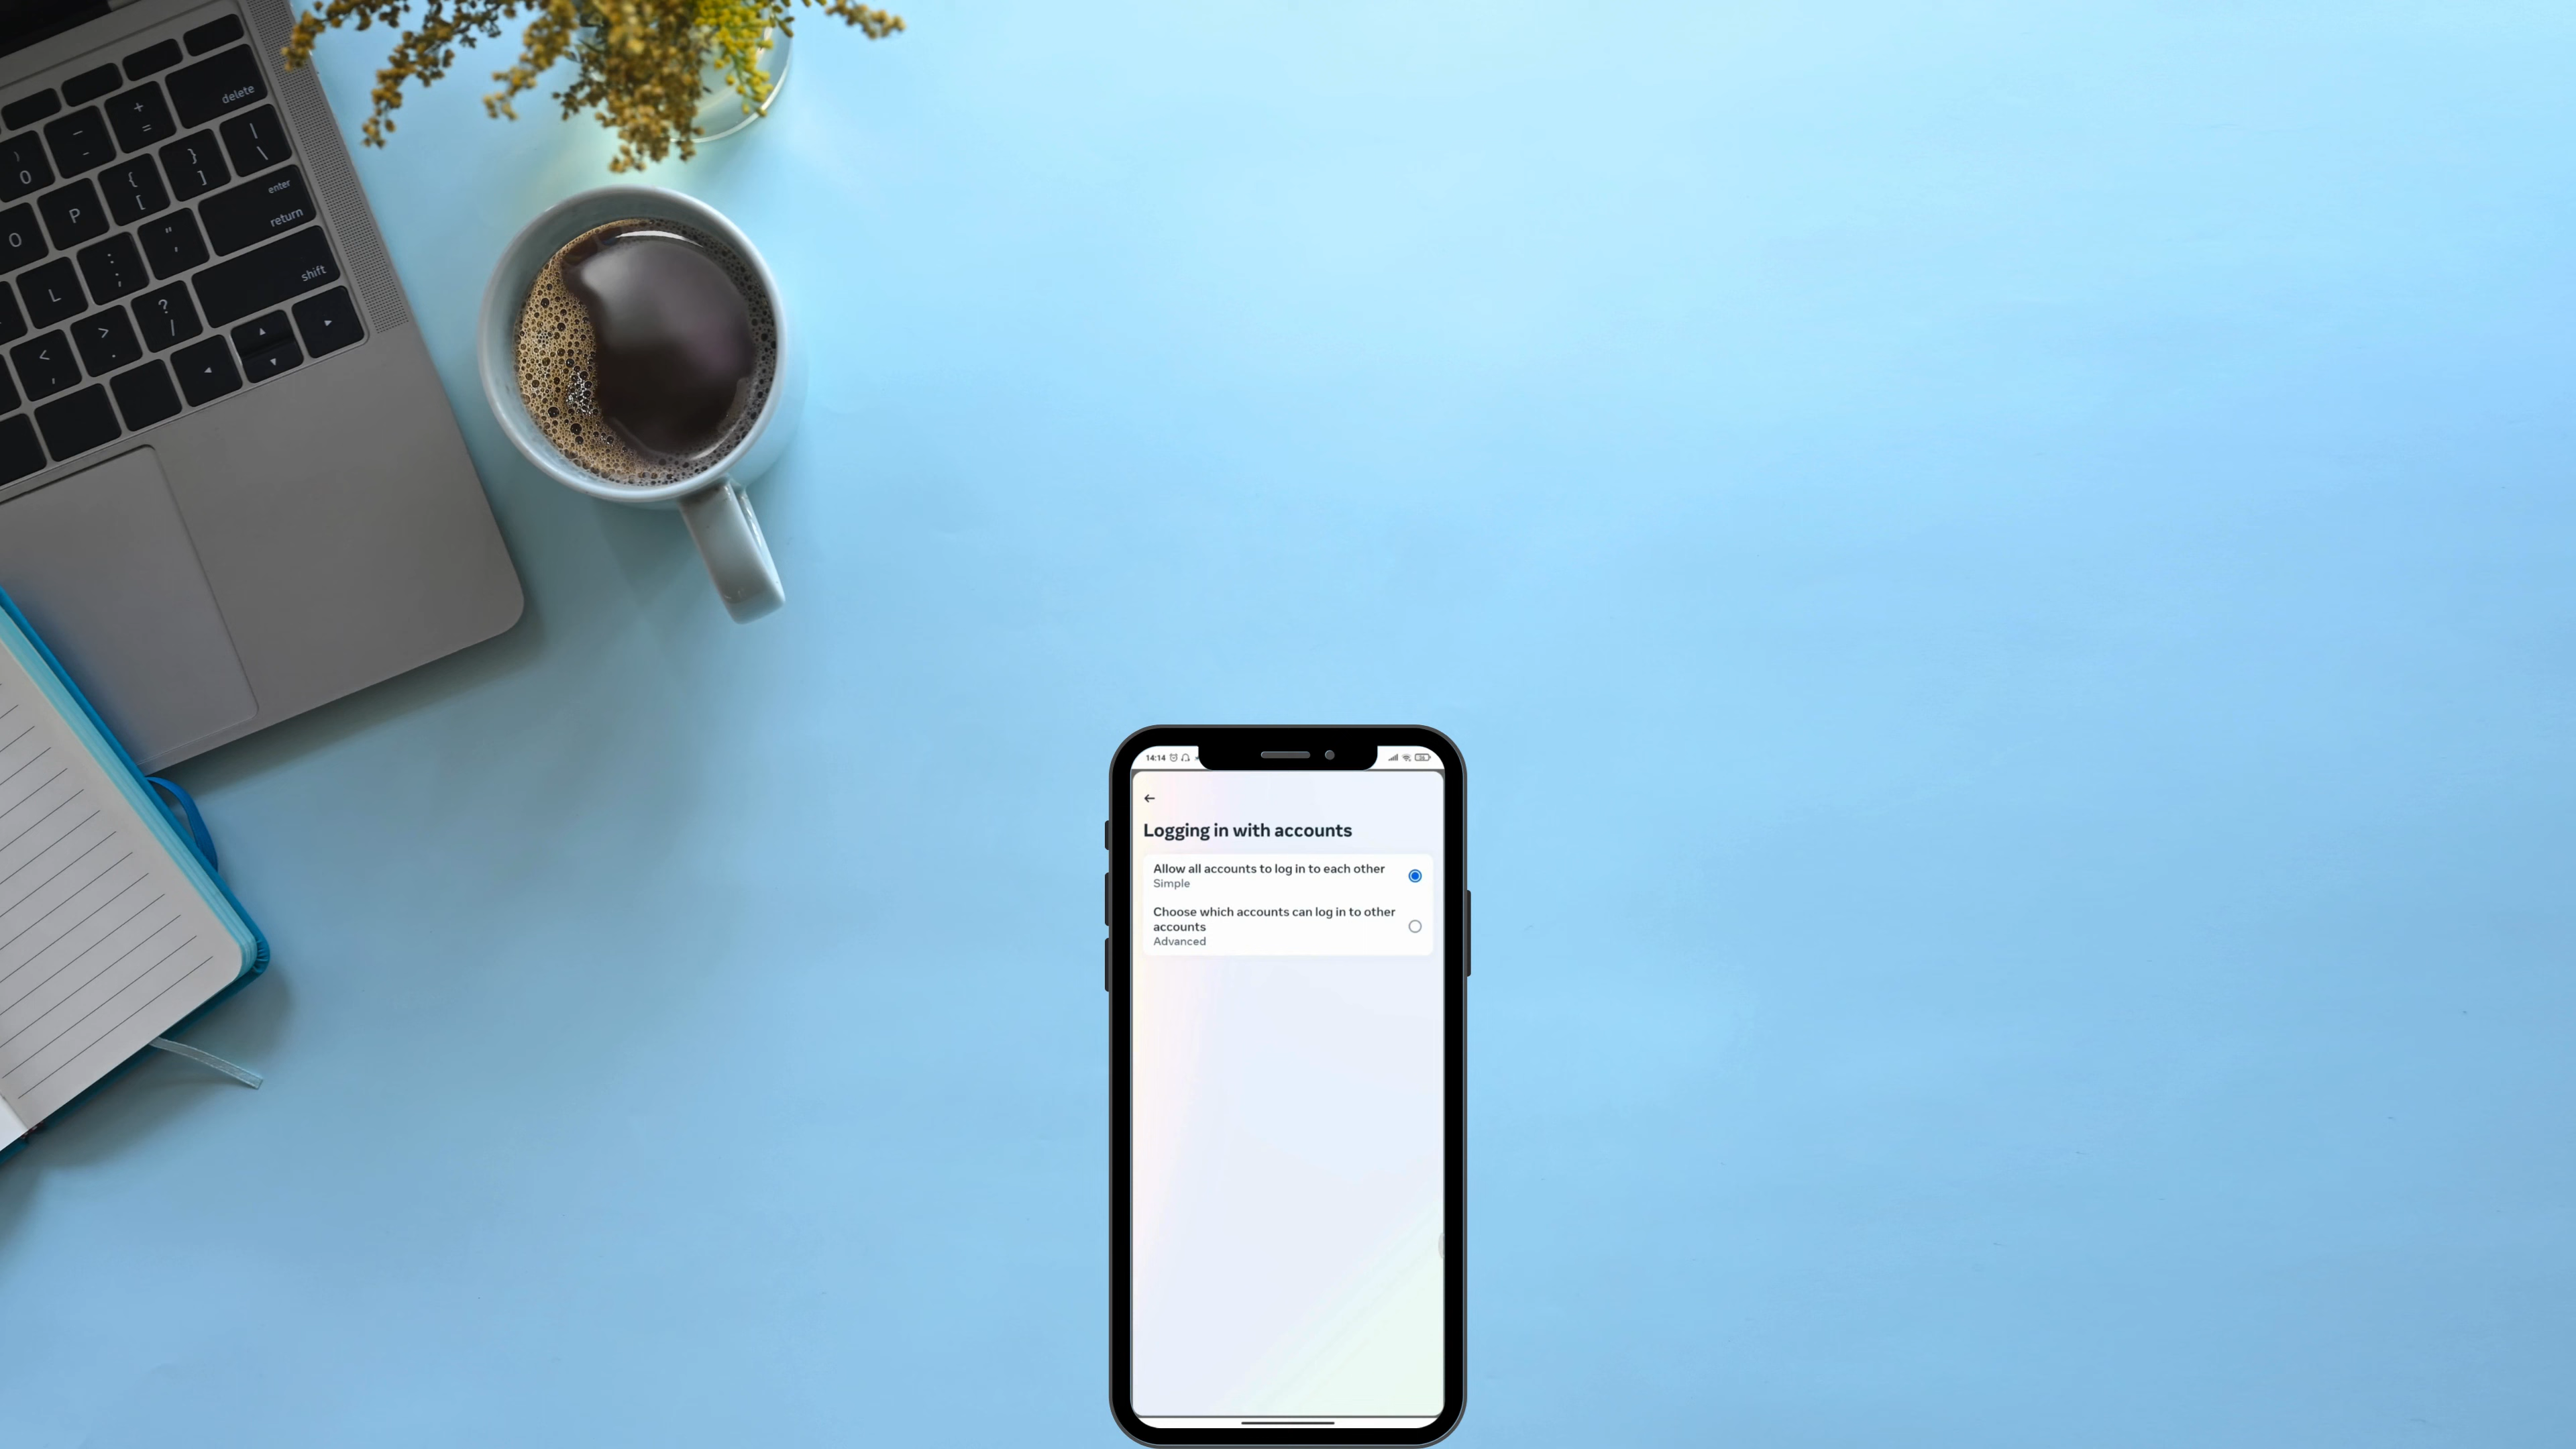 delete
+
=
-
)
0
}
]
|
\
{
[
P
O
enter
return
"
,
:
;
L
shift
?
/
>
.
<
,
14:14
Logging in with accounts
Allow all accounts to log in to each other
Simple
Choose which accounts can log in to other
accounts
Advanced